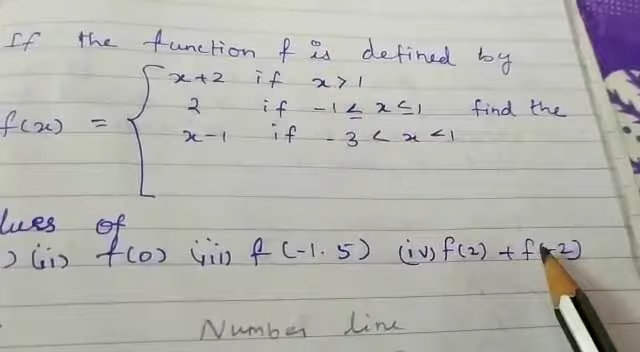 If the function f is defined by
f(x) = { x+2 if x>1
2 if -1≤x≤1 find the
x-1 if -3<x<1
lues of
) (ii) f(0) (iii) f(-1.5) (iv) f(2)+f(-2)
Number line